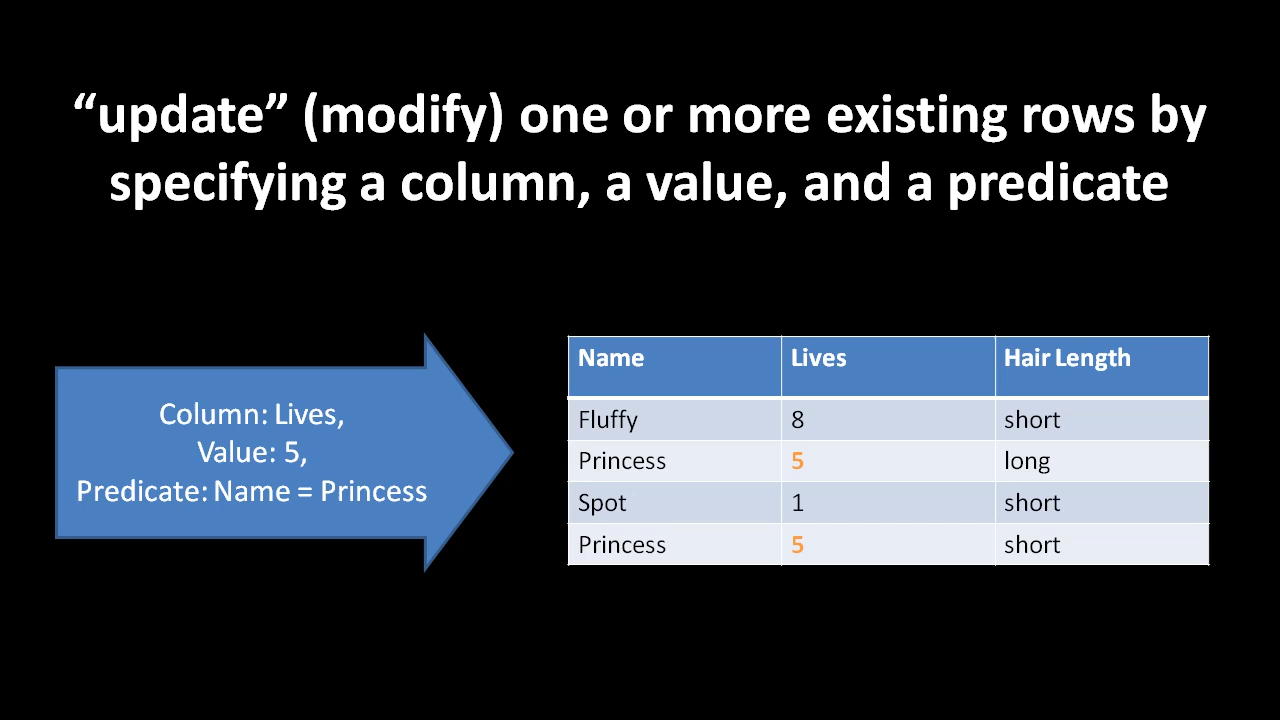 “update” (modify) one or more existing rows by
specifying a column, a value, and a predicate
Column: Lives,
Value: 5,
Predicate: Name = Princess
Name Lives Hair Length
Fluffy 8 short
Princess 5 long
Spot 1 short
Princess 5 short